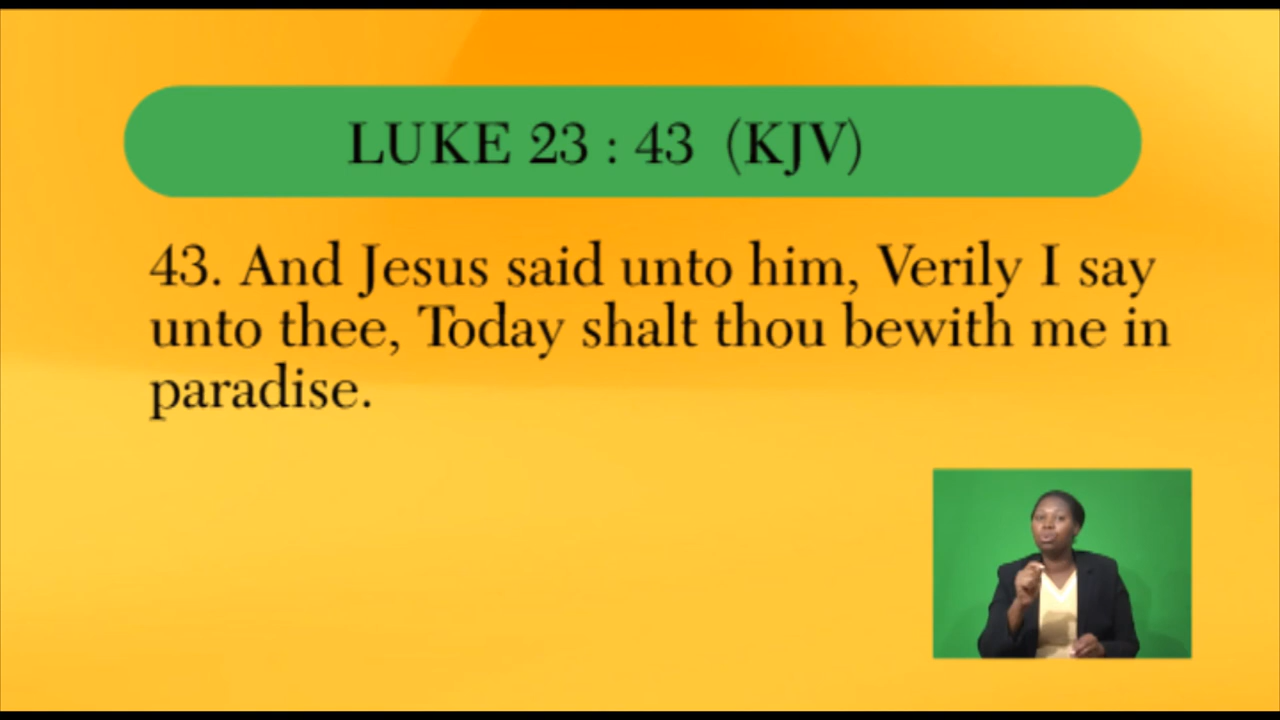 LUKE 23 : 43 (KJV)
43. And Jesus said unto him, Verily I say
unto thee, Today shalt thou bewith me in
paradise.